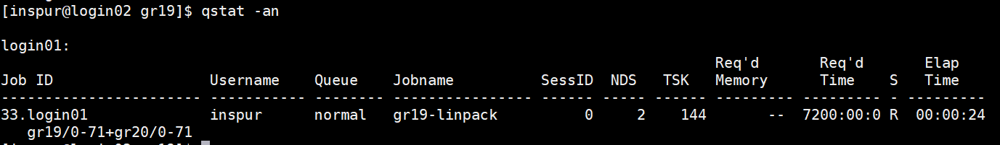 [inspur@login02 gr19]$ qstat -an
login01:
Req'd Req'd Elap
Job ID Username Queue Jobname SessID NDS TSK Memory Time S Time
----------------------- ----------- -------- ---------------- ------ ----- ------ --------- --------- - ---------
33.login01 inspur normal gr19-linpack 0 2 144 -- 7200:00:0 R 00:00:24
gr19/0-71+gr20/0-71